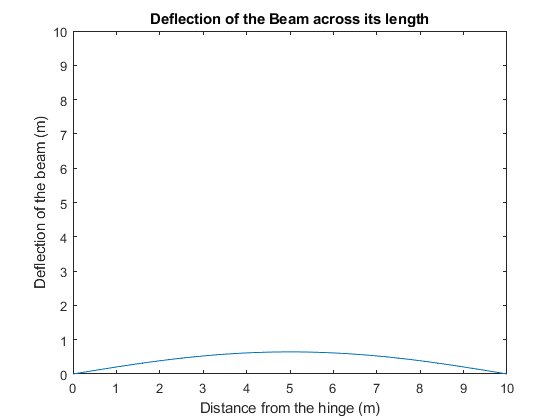 Deflection of the Beam across its length
10
9
8
7
6
5
4
3
2
1
0
Deflection of the beam (m)
0 1 2 3 4 5 6 7 8 9 10
Distance from the hinge (m)